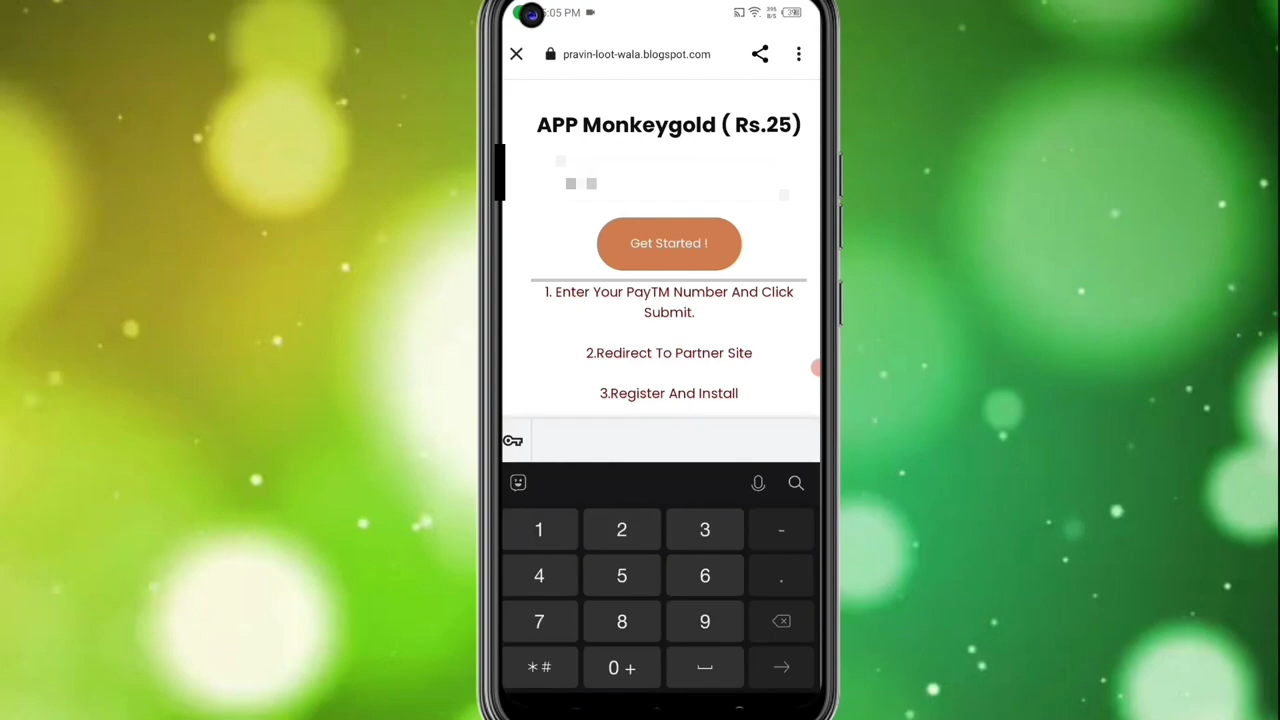 5:05 PM
pravin-loot-wala.blogspot.com
APP Monkeygold ( Rs.25)
Get Started !
1. Enter Your PayTM Number And Click
Submit.
2.Redirect To Partner Site
3.Register And Install
1 2 3 -
4 5 6 .
7 8 9
*# 0 +